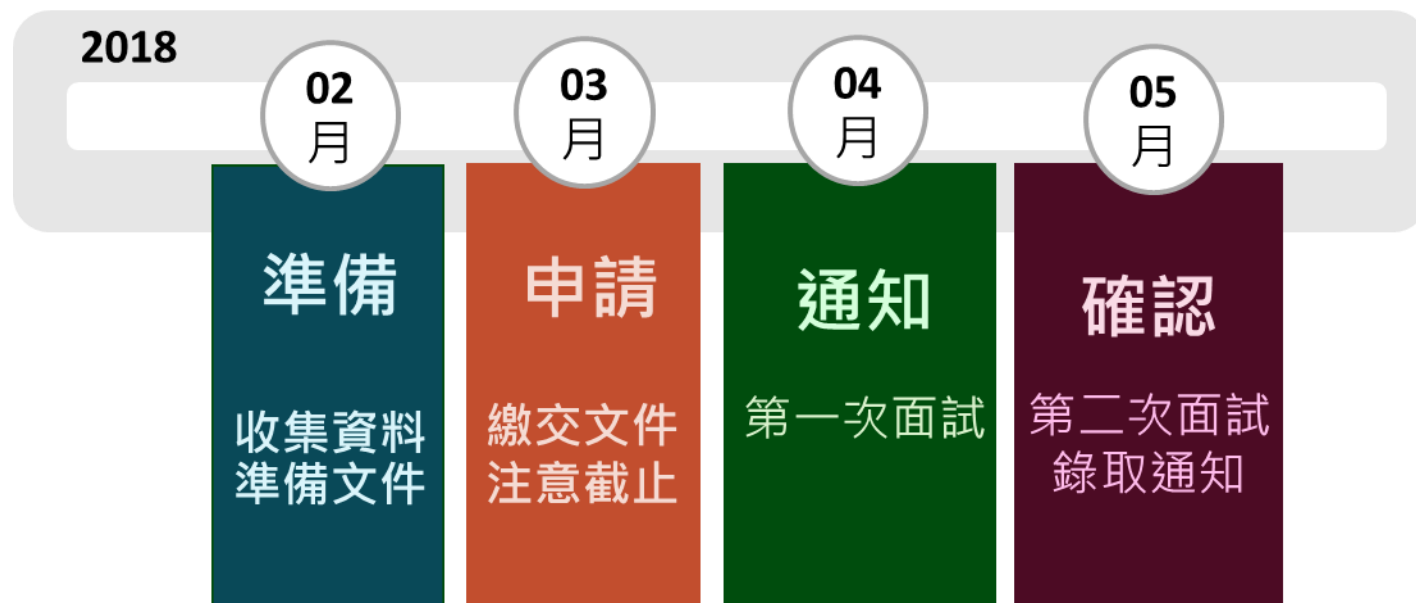 2018
02
月
03
月
04
月
05
月
準備
收集資料
準備文件
申請
繳交文件
注意截止
通知
第一次面試
確認
第二次面試
錄取通知